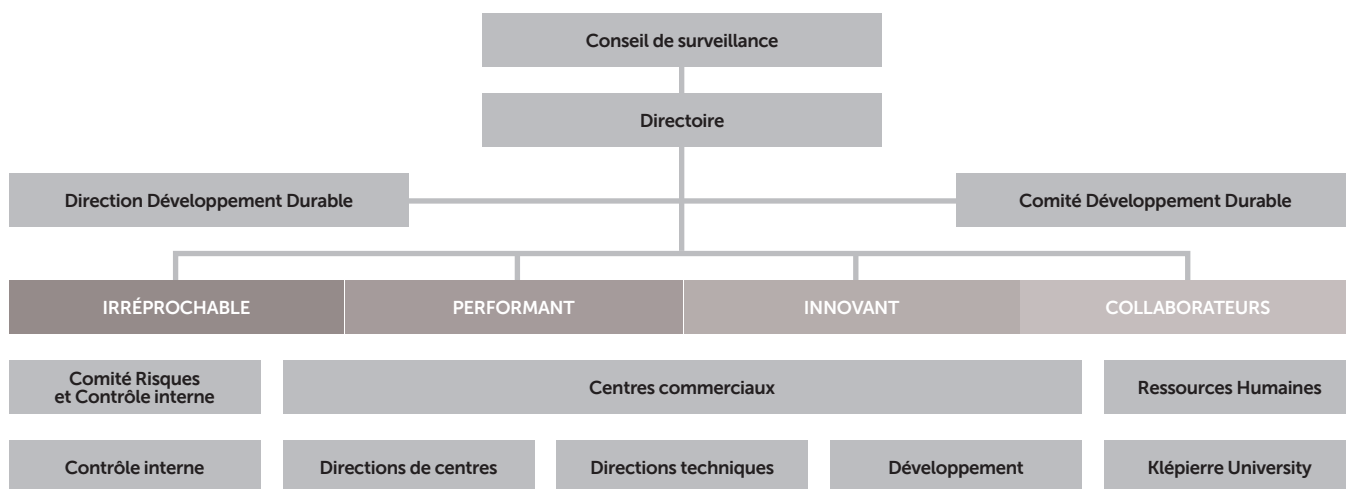 Conseil de surveillance
Directoire
Direction Développement Durable
Comité Développement Durable
IRRÉPROCHABLE
PERFORMANT
INNOVANT
COLLABORATEURS
Comité Risques
et Contrôle interne
Centres commerciaux
Ressources Humaines
Contrôle interne
Directions de centres
Directions techniques
Développement
Klépierre University